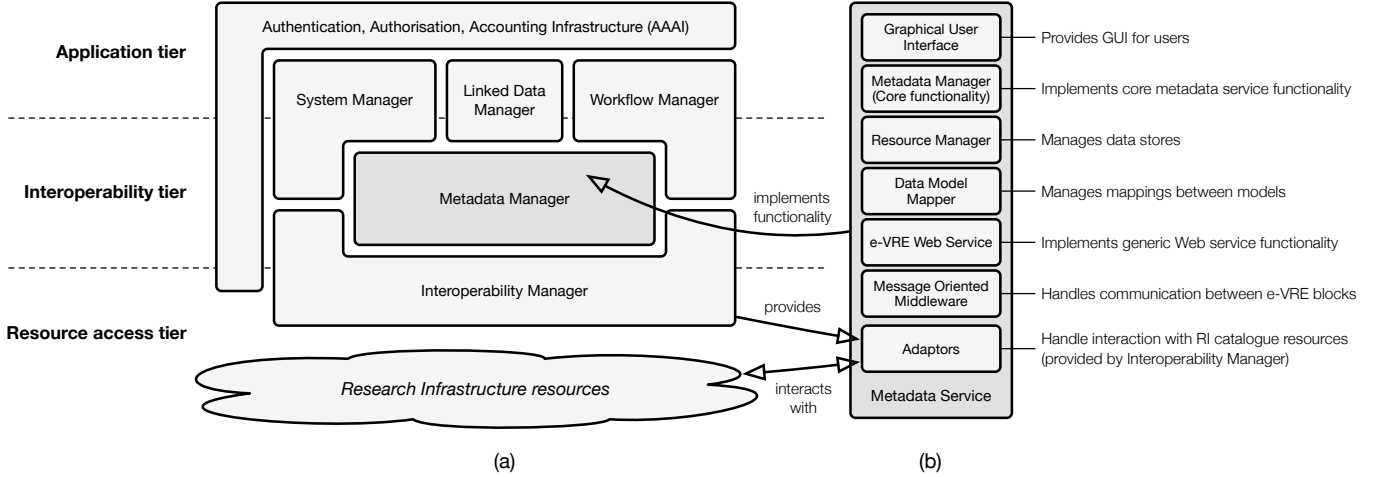 Authentication, Authorisation, Accounting Infrastructure (AAAI)
Application tier
System Manager
Linked Data
Manager
Workflow Manager
Interoperability tier
Metadata Manager
implements
functionality
Interoperability Manager
Resource access tier
provides
Research Infrastructure resources
interacts
with
(a)
Graphical User
Interface
Provides GUI for users
Metadata Manager
(Core functionality)
Implements core metadata service functionality
Resource Manager
Manages data stores
Data Model
Mapper
Manages mappings between models
e-VRE Web Service
Implements generic Web service functionality
Message Oriented
Middleware
Handles communication between e-VRE blocks
Adaptors
Handle interaction with RI catalogue resources
(provided by Interoperability Manager)
Metadata Service
(b)